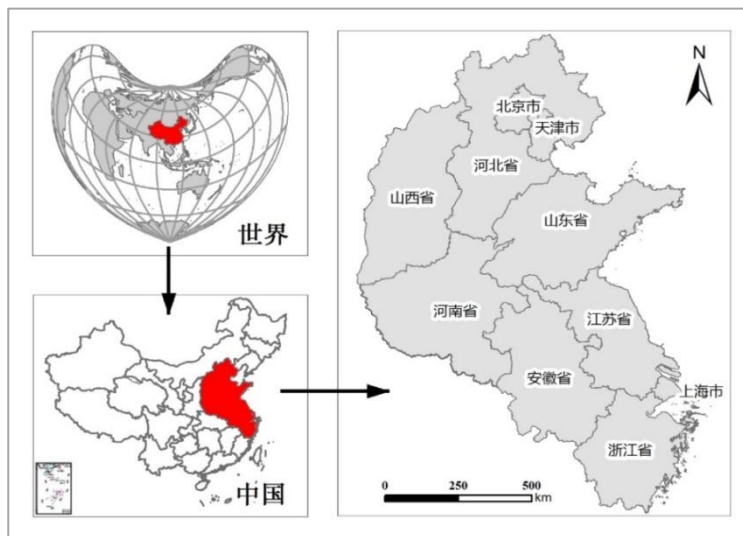 世界
中国
N
北京市
天津市
河北省
山西省
山东省
河南省
江苏省
安徽省
上海市
浙江省
0 250 500
km